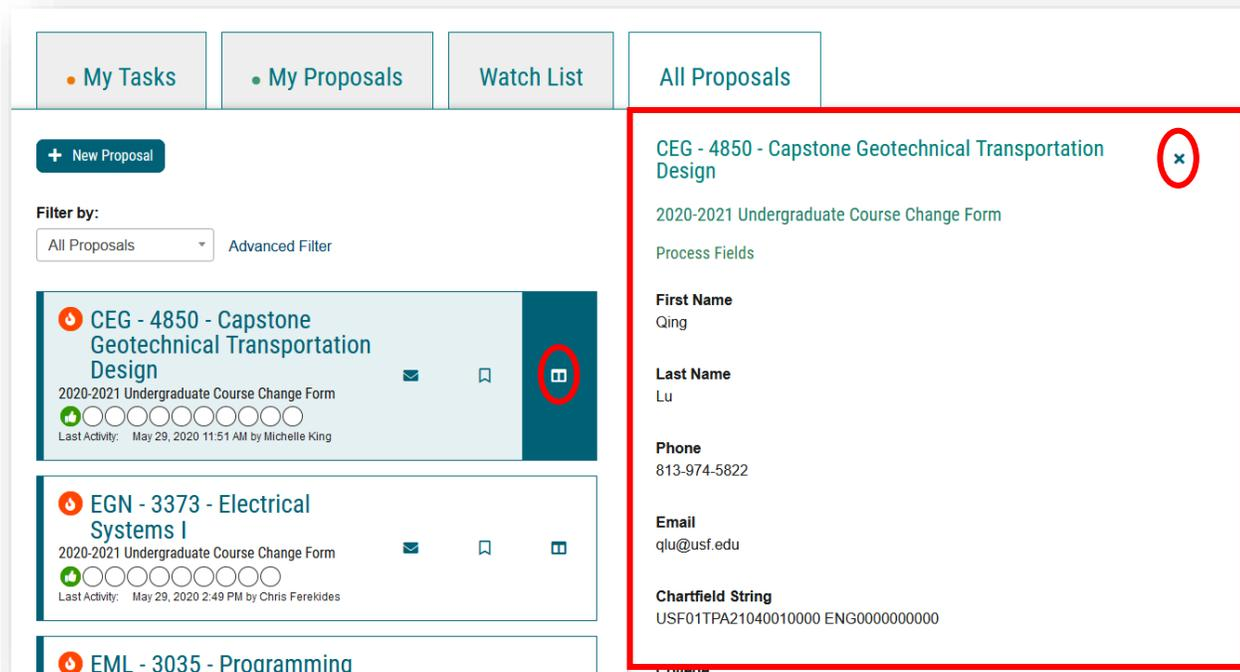 My Tasks
My Proposals
Watch List
All Proposals
New Proposal
Filter by:
All Proposals
Advanced Filter
CEG - 4850 - Capstone
Geotechnical Transportation
Design
2020-2021 Undergraduate Course Change Form
Last Activity: May 29, 2020 11:51 AM by Michelle King
EGN - 3373 - Electrical
Systems I
2020-2021 Undergraduate Course Change Form
Last Activity: May 29, 2020 2:49 PM by Chris Ferekides
EML - 3035 - Programming
CEG - 4850 - Capstone Geotechnical Transportation
Design
2020-2021 Undergraduate Course Change Form
Process Fields
First Name
Qing
Last Name
Lu
Phone
813-974-5822
Email
qlu@usf.edu
Chartfield String
USF01TPA21040010000 ENG0000000000
College